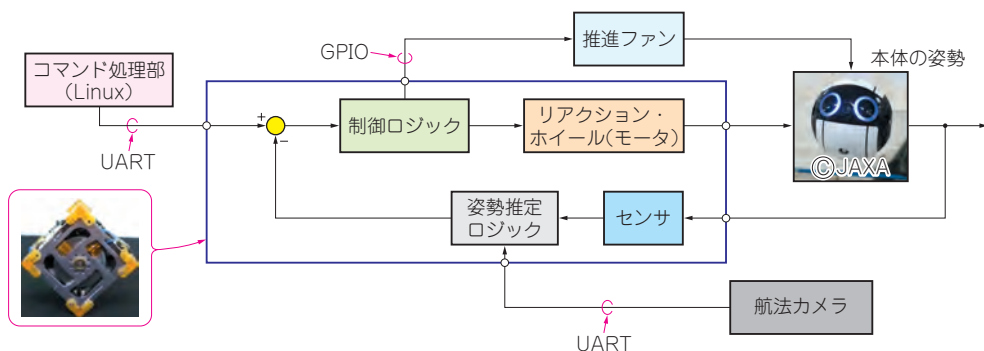 推進ファン
GPIO
本体の姿勢
コマンド処理部
(Linux)
+
−
制御ロジック
リアクション・
ホイール(モータ)
©JAXA
UART
姿勢推定
ロジック
センサ
航法カメラ
UART